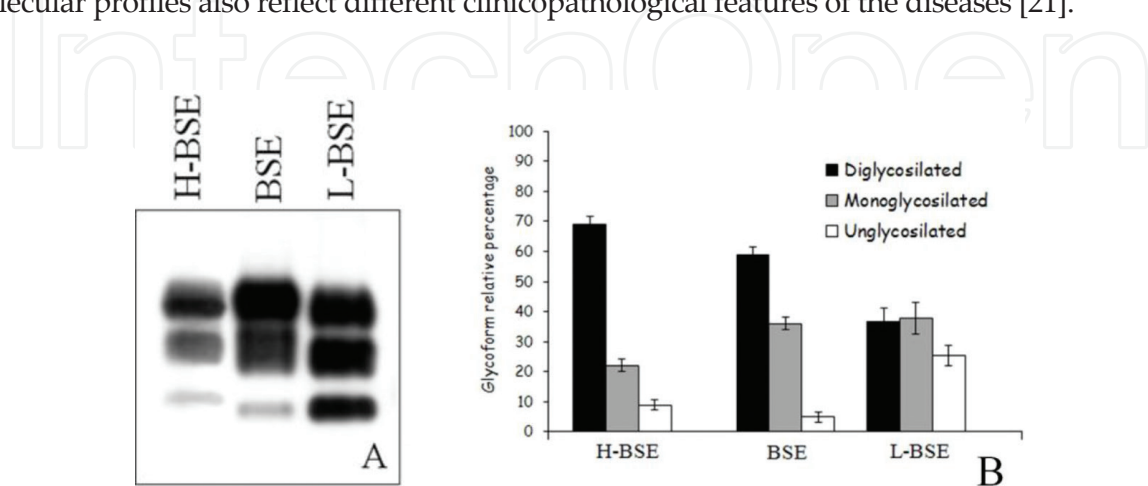 lecular profiles also reflect different clinicopathological features of the diseases [21].
IntechOpen
H-BSE
BSE
L-BSE
A
Glycoform relative percentage
100
90
80
70
60
50
40
30
20
10
0
Diglycosilated
Monoglycosilated
Unglycosilated
H-BSE
BSE
L-BSE
B